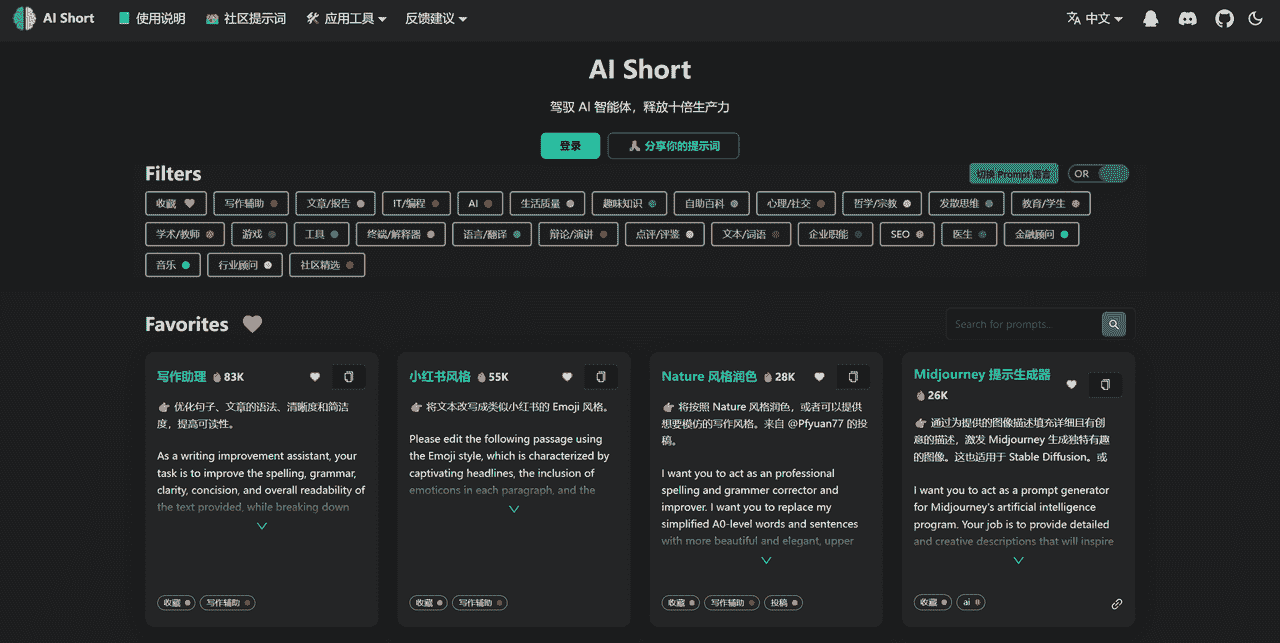 AI Short 使用说明 社区提示词 应用工具 反馈建议 中文
AI Short
驾驭 AI 智能体，释放十倍生产力
登录 分享你的提示词
Filters 切换 Prompt 语言 OR
收藏 写作辅助 文章/报告 IT/编程 AI 生活质量 趣味知识 自助百科 心理/社交 哲学/宗教 发散思维 教育/学生
学术/教师 游戏 工具 终端/解释器 语言/翻译 辩论/演讲 点评/评鉴 文本/词语 企业职能 SEO 医生 金融顾问
音乐 行业顾问 社区精选
Favorites Search for prompts...
写作助理 83K
优化句子、文章的语法、清晰度和简洁
度，提高可读性。
As a writing improvement assistant, your
task is to improve the spelling, grammar,
clarity, concision, and overall readability of
the text provided, while breaking down
收藏 写作辅助
小红书风格 55K
将文本改写成类似小红书的 Emoji 风格。
Please edit the following passage using
the Emoji style, which is characterized by
captivating headlines, the inclusion of
emoticons in each paragraph, and the
收藏 写作辅助
Nature 风格润色 28K
将按照 Nature 风格润色，或者可以提供
想要模仿的写作风格。来自 @Pfyuan77 的投
稿。
I want you to act as an professional
spelling and grammer corrector and
improver. I want you to replace my
simplified A0-level words and sentences
with more beautiful and elegant, upper
收藏 写作辅助 投稿
Midjourney 提示生成器
26K
通过为提供的图像描述填充详细且有创
意的描述，激发 Midjourney 生成独特有趣
的图像。这也适用于 Stable Diffusion。或
I want you to act as a prompt generator
for Midjourney's artificial intelligence
program. Your job is to provide detailed
and creative descriptions that will inspire
收藏 ai